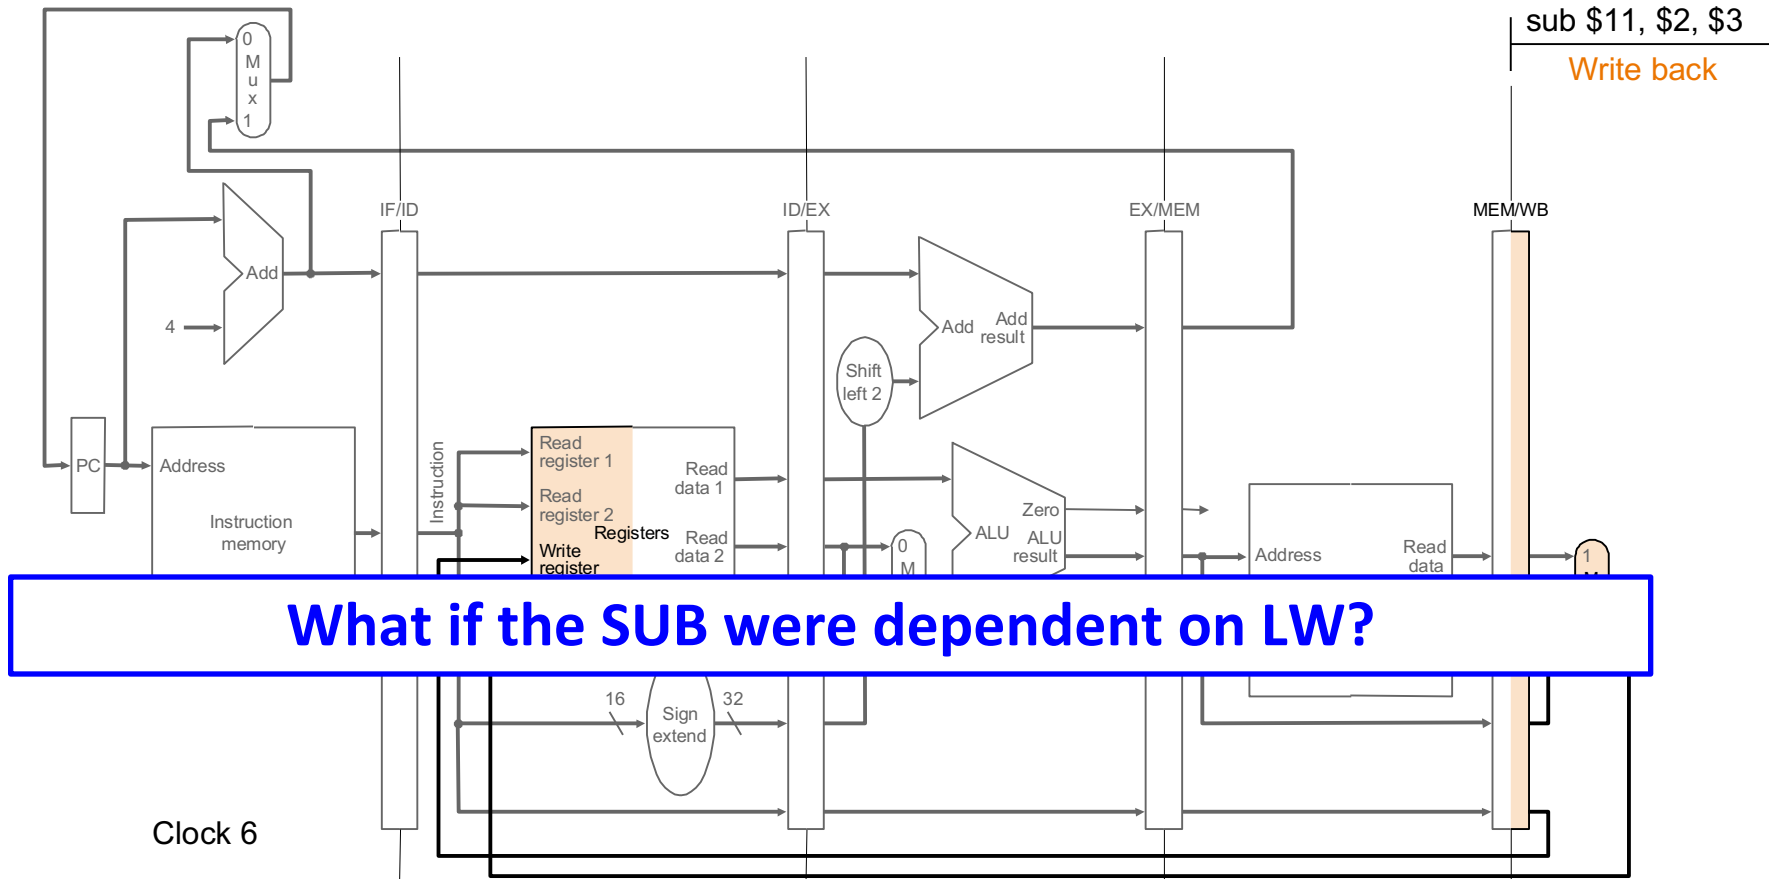 sub $11, $2, $3
Write back
0
M
u
x
1
IF/ID
ID/EX
EX/MEM
MEM/WB
Add
4
Add
Add
result
Shift
left 2
PC
Address
Instruction
memory
Instruction
Read
register 1
Read
register 2
Registers
Write
register
Read
data 1
Read
data 2
0
M
Zero
ALU
ALU
result
Address
Read
data
1
What if the SUB were dependent on LW?
16
Sign
extend
32
Clock 6